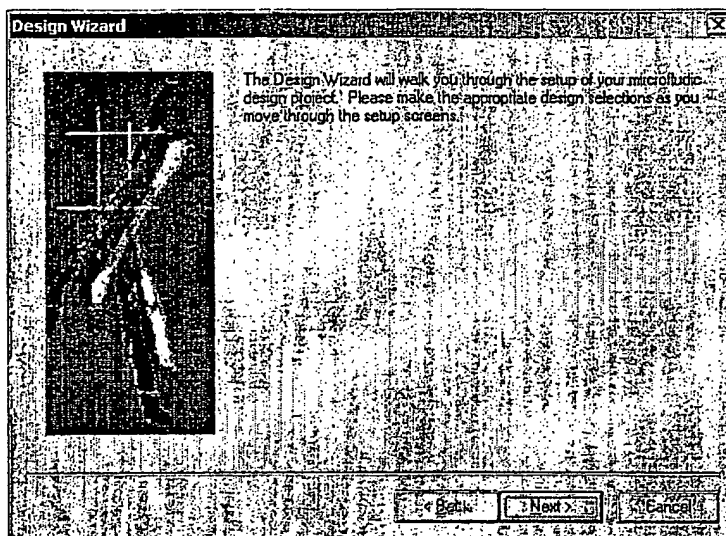 Design Wizard
The Design Wizard will walk you through the setup of your microfludic
design project. Please make the appropriate design selections as you
move through the setup screens.
< Back
Next >
Cancel